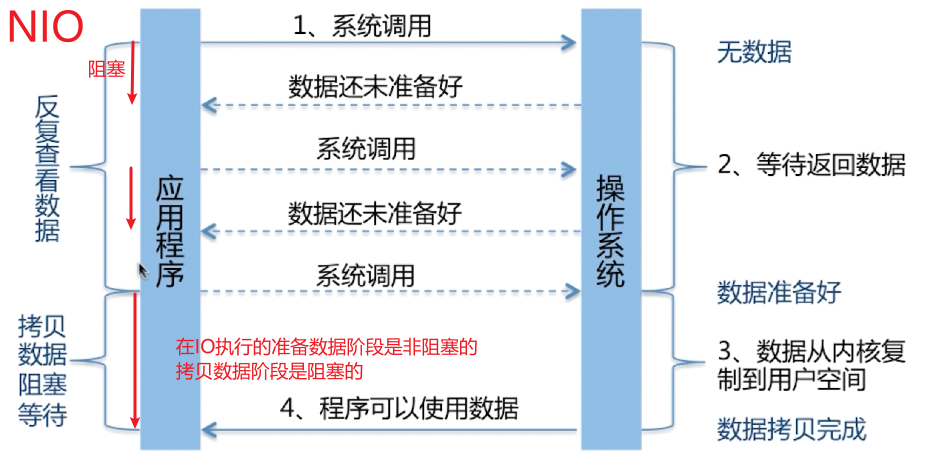 NIO
1、系统调用
无数据
阻塞
数据还未准备好
反复查看数据
系统调用
2、等待返回数据
应用程序
操作系统
数据还未准备好
系统调用
数据准备好
拷贝
数据
阻塞
等待
在IO执行的准备数据阶段是非阻塞的
拷贝数据阶段是阻塞的
3、数据从内核复
制到用户空间
4、程序可以使用数据
数据拷贝完成